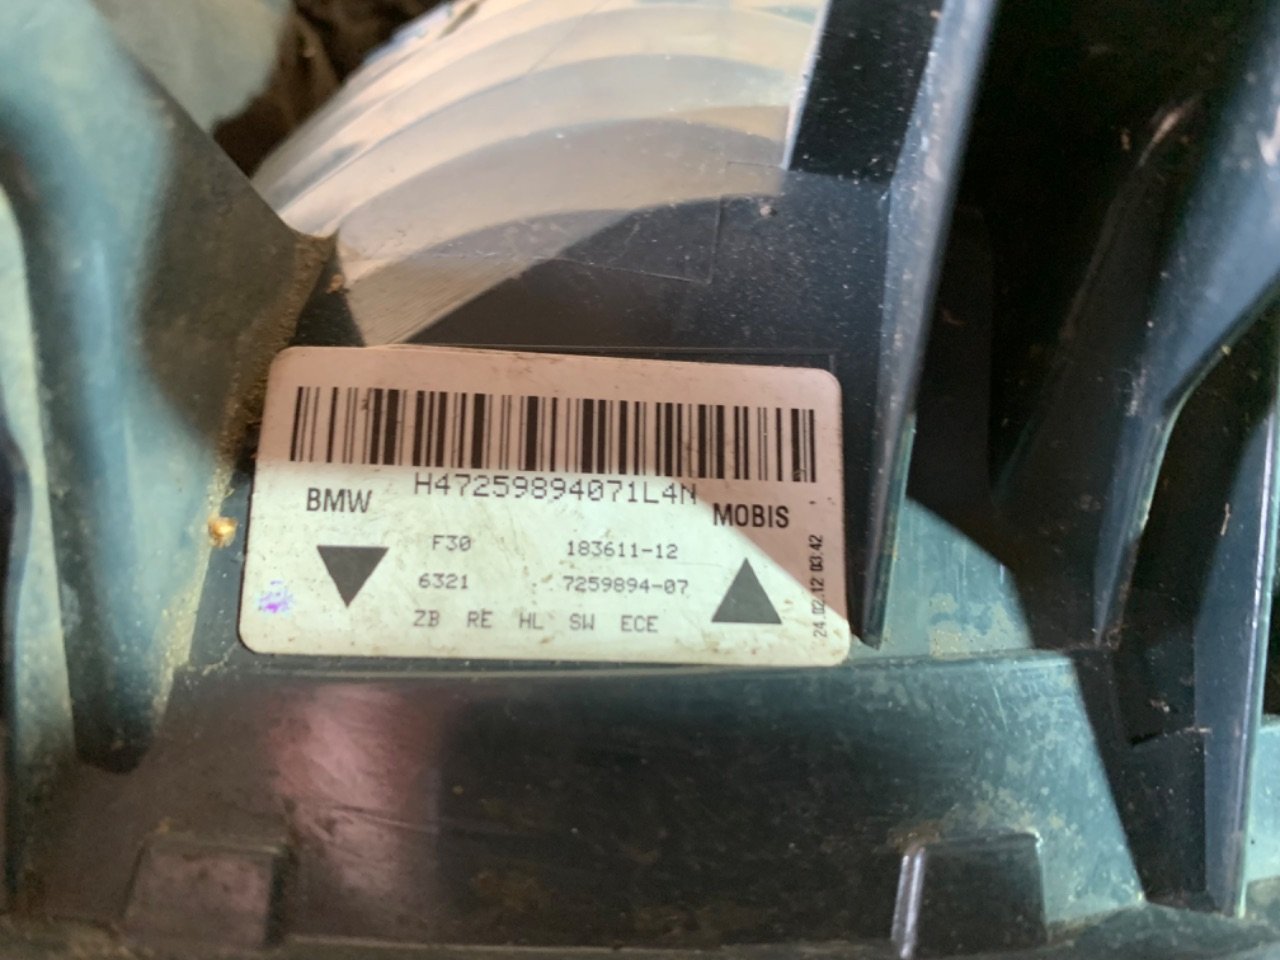 H47259894071L4N
BMW MOBIS
F30 183611-12
6321 7259894-07
ZB RE HL SW ECE
24.02.12 03:42